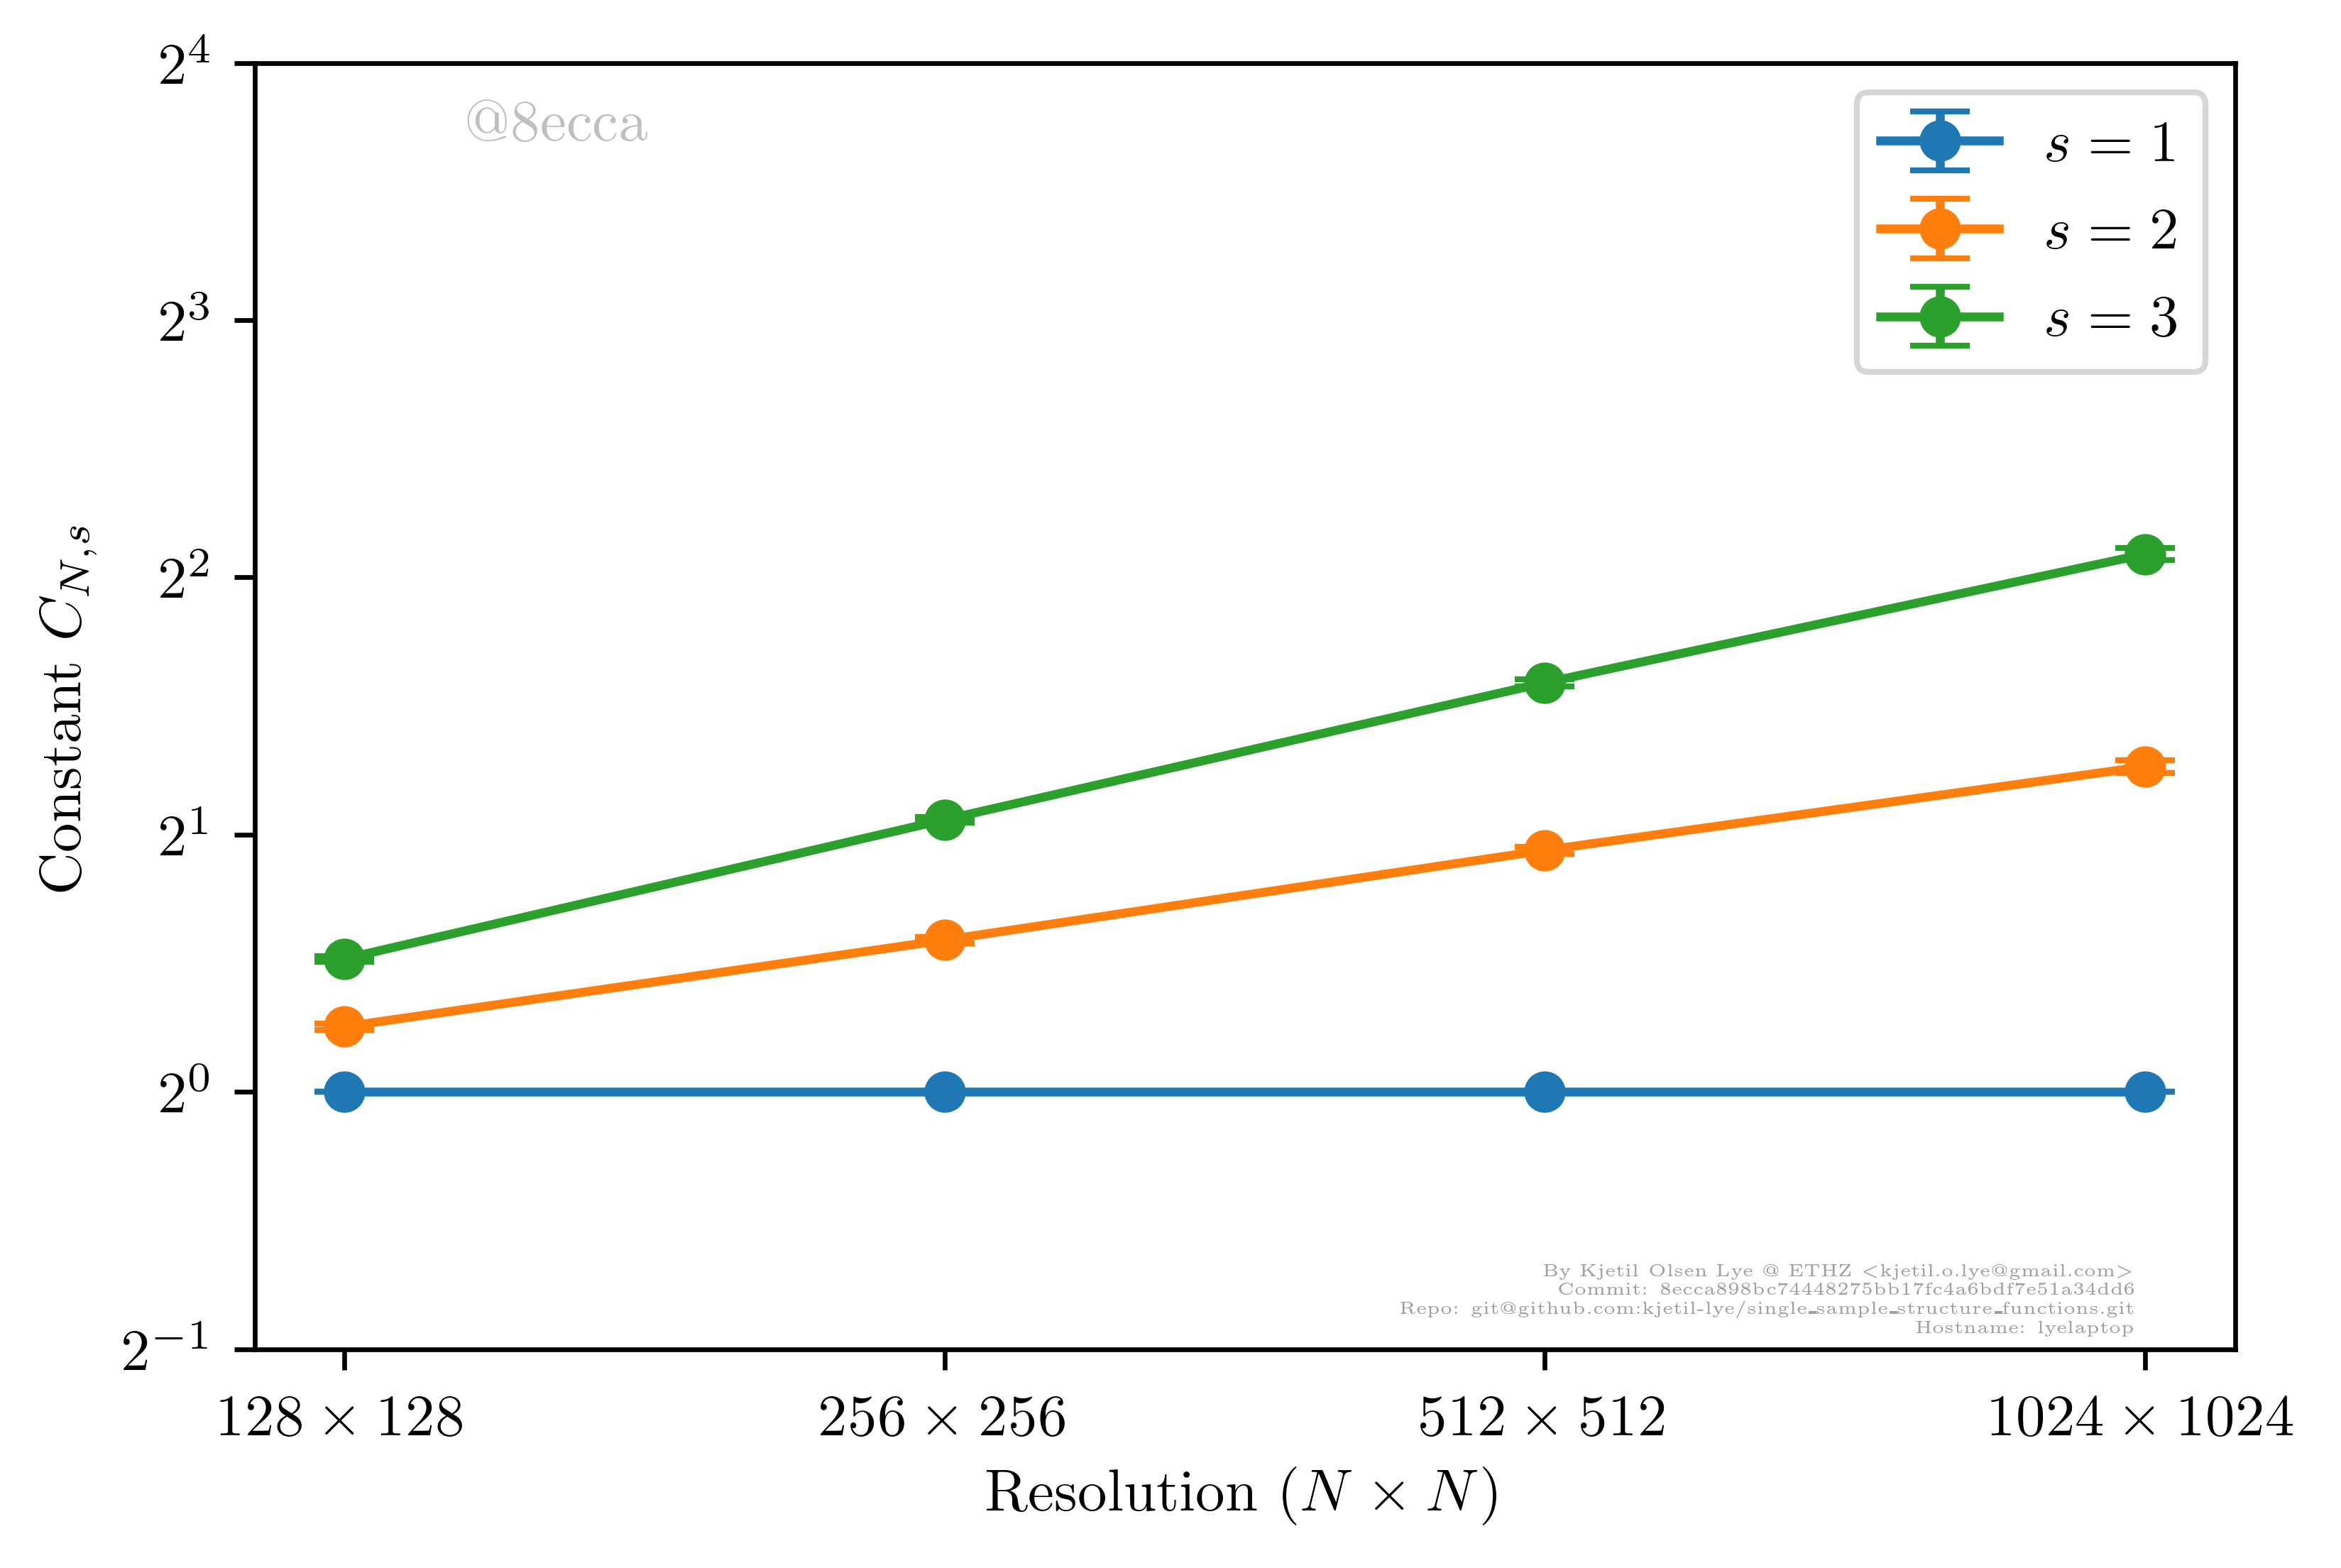 @8ecca
s = 1
s = 2
s = 3
2^4
2^3
2^2
2^1
2^0
2^{-1}
Constant C_{N,s}
By Kjetil Olsen Lye @ ETHZ <kjetil.o.lye@gmail.com>
Commit: 8ecca898bc74448275bb17fc4a6bdf7e51a34dd6
Repo: git@github.com:kjetil-lye/single_sample_structure_functions.git
Hostname: lyelaptop
128 × 128 256 × 256 512 × 512 1024 × 1024
Resolution (N × N)